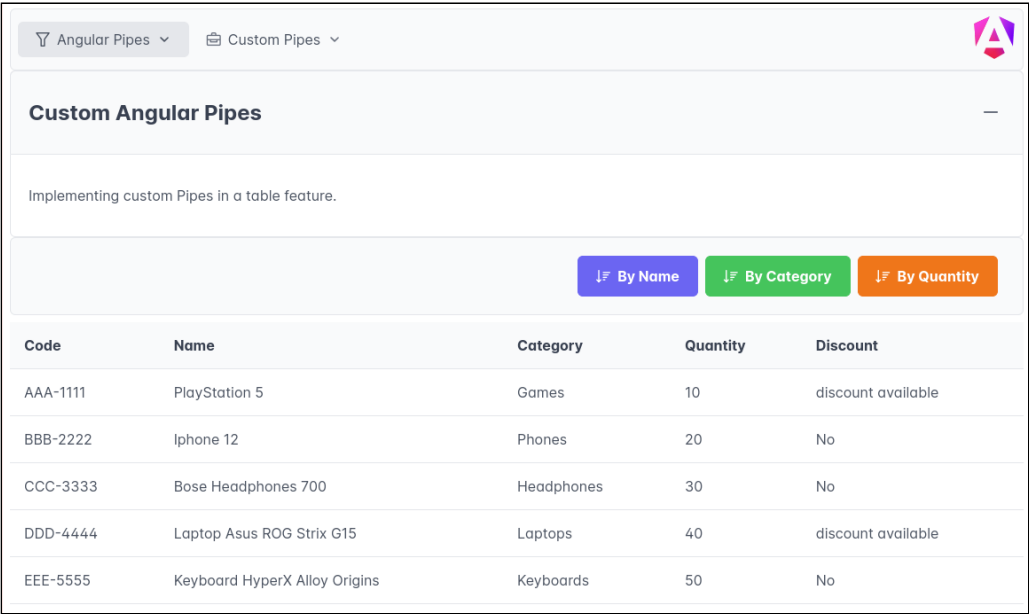 Angular Pipes Custom Pipes
Custom Angular Pipes
Implementing custom Pipes in a table feature.
By Name By Category By Quantity
Code Name Category Quantity Discount
AAA-1111 PlayStation 5 Games 10 discount available
BBB-2222 Iphone 12 Phones 20 No
CCC-3333 Bose Headphones 700 Headphones 30 No
DDD-4444 Laptop Asus ROG Strix G15 Laptops 40 discount available
EEE-5555 Keyboard HyperX Alloy Origins Keyboards 50 No